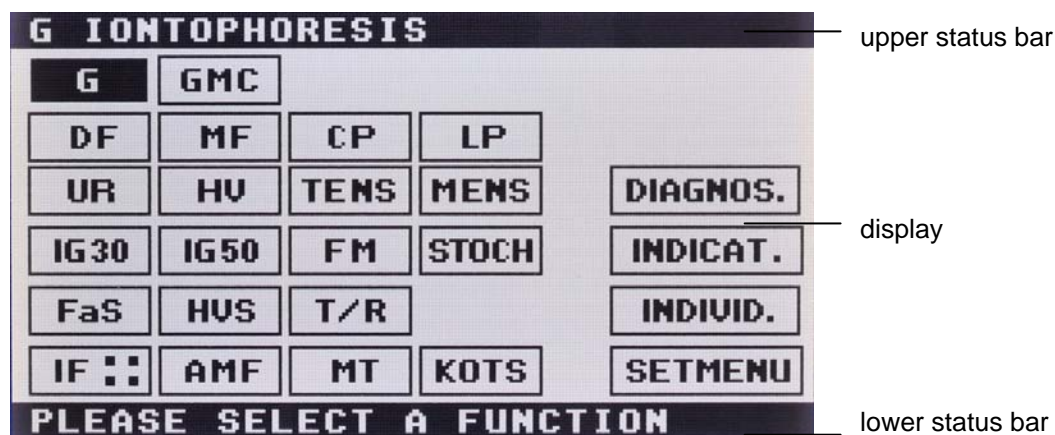 G IONTOPHORESIS
upper status bar
G GMC
DF MF CP LP
UR HV TENS MENS DIAGNOS.
display
IG30 IG50 FM STOCH INDICAT.
FaS HVS T/R INDIVID.
IF AMF MT KOTS SETMENU
PLEASE SELECT A FUNCTION
lower status bar